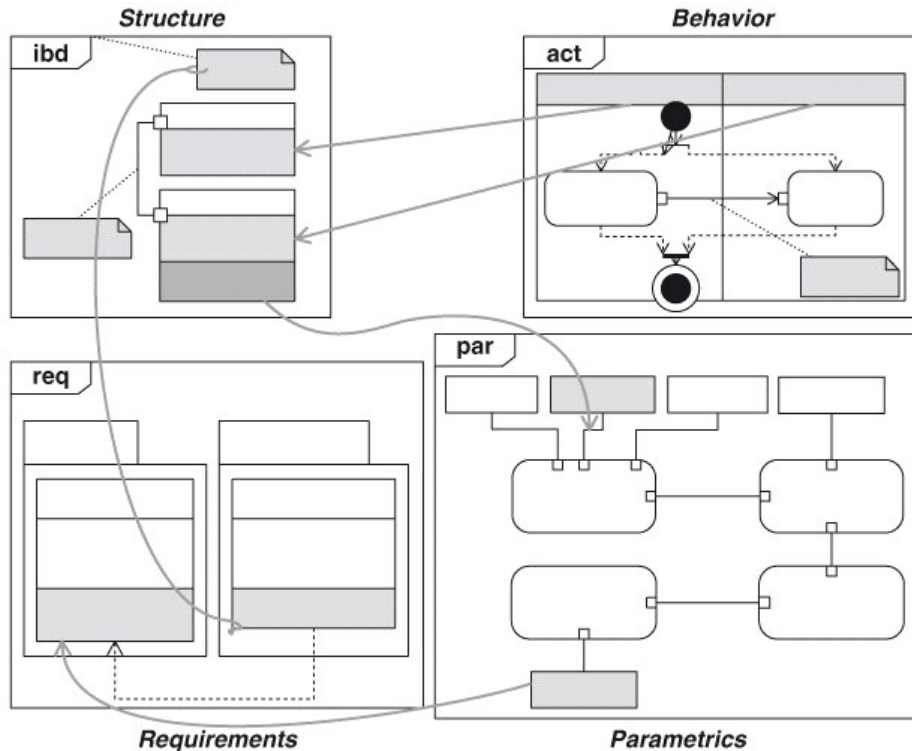 Structure
Behavior
ibd
act
req
par
Requirements
Parametrics